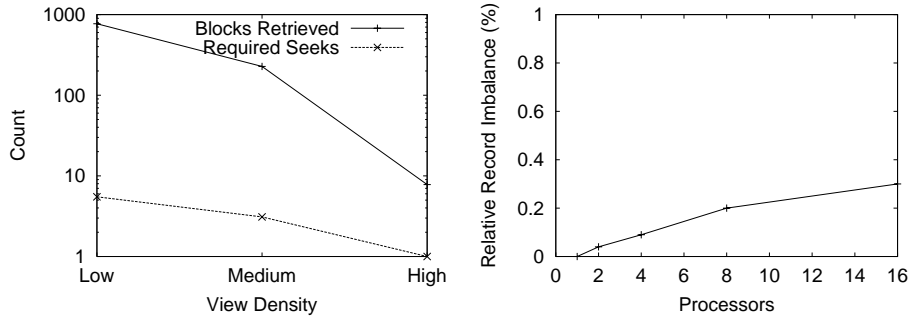 1000
100
10
1
Count
Blocks Retrieved
Required Seeks
Low Medium High
View Density
1
0.8
0.6
0.4
0.2
0
Relative Record Imbalance (%)
0 2 4 6 8 10 12 14 16
Processors